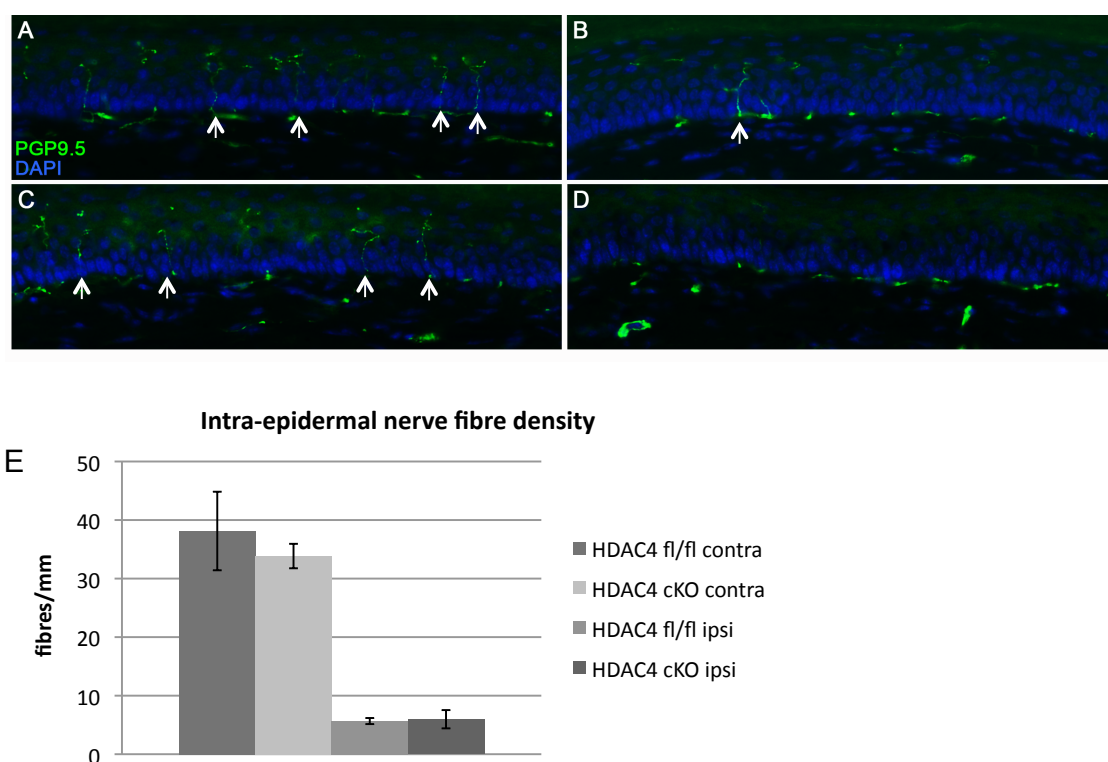 A
B
PGP9.5
DAPI
C
D
Intra-epidermal nerve fibre density
E
50
40
30
20
10
0
fibres/mm
HDAC4 fl/fl contra
HDAC4 cKO contra
HDAC4 fl/fl ipsi
HDAC4 cKO ipsi